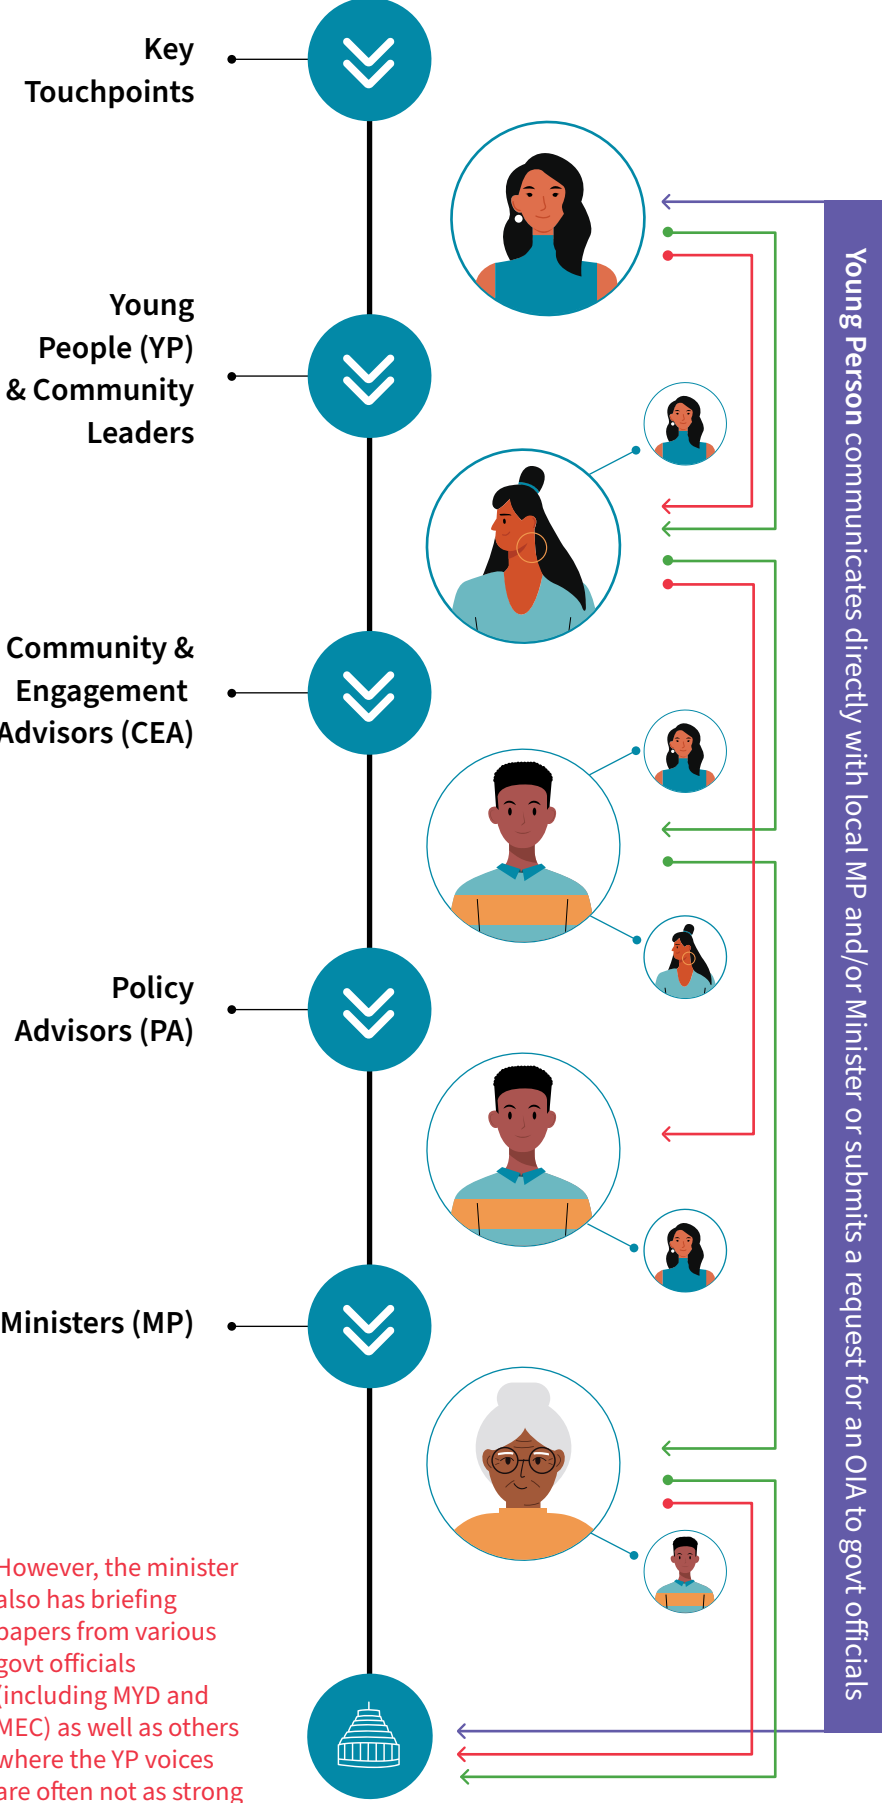 Key
Touchpoints
Young
People (YP)
& Community
Leaders
Community &
Engagement
Advisors (CEA)
Policy
Advisors (PA)
Ministers (MP)
However, the minister
also has briefing
papers from various
govt officials
(including MYD and
MEC) as well as others
where the YP voices
are often not as strong
Young Person communicates directly with local MP and/or Minister or submits a request for an OIA to govt officials